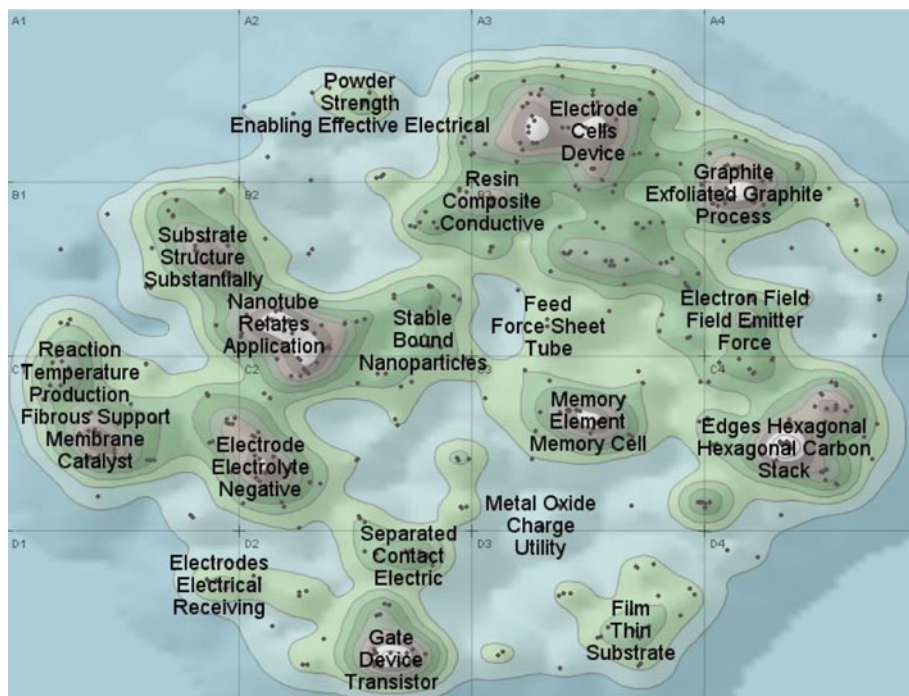 A1
A2
A3
A4
Powder
Strength
Enabling Effective Electrical
Electrode
Cells
Device
B1
B2
Resin
Composite
Conductive
Graphite
Exfoliated Graphite
Process
Substrate
Structure
Substantially
Nanotube
Relates
Application
Stable
Bound
Nanoparticles
Feed
Force Sheet
Tube
Electron Field
Field Emitter
Force
C1
C2
C3
C4
Reaction
Temperature
Production
Fibrous Support
Membrane
Catalyst
Electrode
Electrolyte
Negative
Memory
Element
Memory Cell
Edges Hexagonal
Hexagonal Carbon
Stack
Metal Oxide
Charge
Utility
D1
D2
D3
D4
Separated
Contact
Electric
Electrodes
Electrical
Receiving
Gate
Device
Transistor
Film
Thin
Substrate